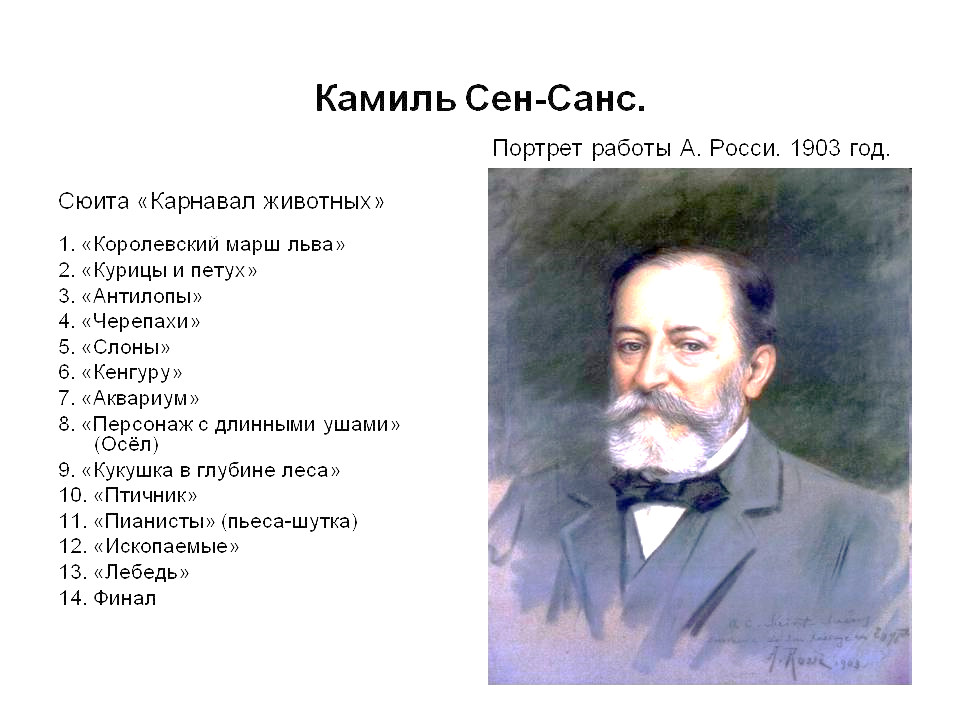 Камиль Сен-Санс.
Портрет работы А. Росси. 1903 год.
Сюита «Карнавал животных»
1. «Королевский марш льва»
2. «Курицы и петух»
3. «Антилопы»
4. «Черепахи»
5. «Слоны»
6. «Кенгуру»
7. «Аквариум»
8. «Персонаж с длинными ушами»
(Осёл)
9. «Кукушка в глубине леса»
10. «Птичник»
11. «Пианисты» (пьеса-шутка)
12. «Ископаемые»
13. «Лебедь»
14. Финал
1903